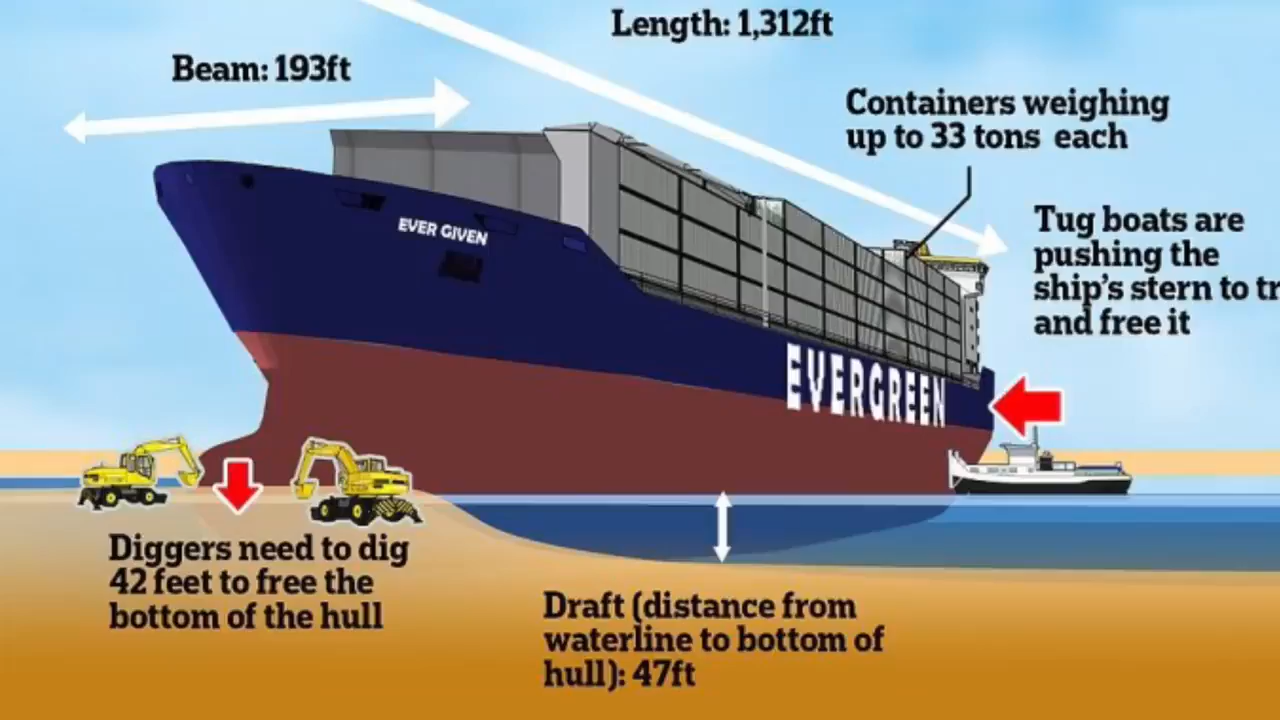 Length: 1,312ft
Beam: 193ft
Containers weighing
up to 33 tons each
Tug boats are
pushing the
ship's stern to tr
and free it
EVER GIVEN
EVERGREEN
Diggers need to dig
42 feet to free the
bottom of the hull
Draft (distance from
waterline to bottom of
hull): 47ft